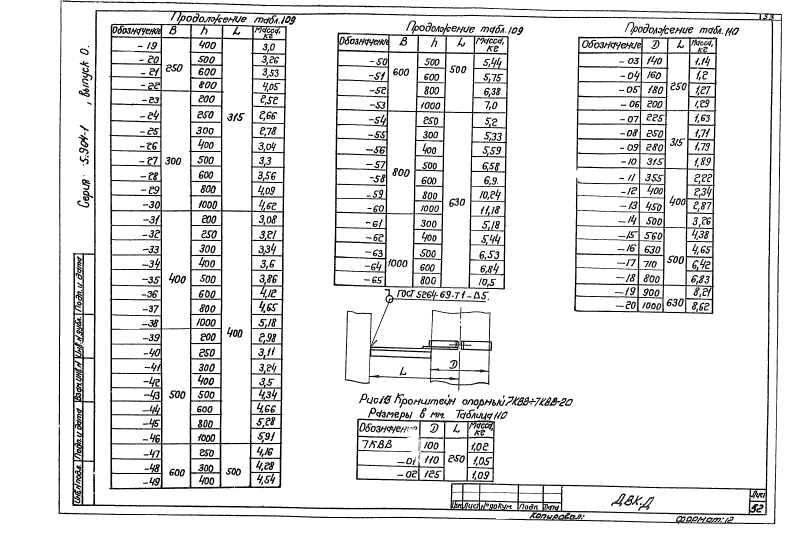 133
Серия 5.904-1, Выпуск 0.
Продолжение табл.109
Обозначение B h L Масса, кг
-19 250 400 315 3,0
-20 500 3,26
-21 600 3,53
-22 800 4,05
-23 300 200 2,52
-24 250 2,66
-25 300 2,78
-26 400 3,04
-27 500 3,3
-28 600 3,56
-29 800 4,09
-30 1000 4,62
-31 400 200 400 3,08
-32 250 3,21
-33 300 3,34
-34 400 3,6
-35 500 3,86
-36 600 4,12
-37 800 4,65
-38 1000 5,18
-39 500 200 2,98
-40 250 3,11
-41 300 3,24
-42 400 3,5
-43 500 4,34
-44 600 4,66
-45 800 5,28
-46 1000 5,91
-47 600 250 500 4,16
-48 300 4,28
-49 400 4,54
Продолжение табл.109
Обозначение B h L Масса, кг
-50 600 500 500 5,44
-51 600 5,75
-52 800 6,38
-53 1000 7,0
-54 800 250 630 5,2
-55 300 5,33
-56 400 5,59
-57 500 6,58
-58 600 6,9
-59 800 10,24
-60 1000 11,18
-61 1000 300 5,18
-62 400 5,44
-63 500 6,53
-64 600 6,84
-65 800 10,5
ГОСТ 5264-69-Т1-⊿5.
D
L
Рис.18 Кронштейн опорный 7КВВ÷7КВВ-20
Размеры в мм. Таблица 110
Обозначение D L Масса, кг
7КВВ 100 250 1,02
-01 110 1,05
-02 125 1,09
Продолжение табл.110
Обозначение D L Масса, кг
-03 140 250 1,14
-04 160 1,2
-05 180 1,27
-06 200 1,29
-07 225 315 1,63
-08 250 1,71
-09 280 1,79
-10 315 1,89
-11 355 400 2,22
-12 400 2,34
-13 450 2,87
-14 500 3,26
-15 560 500 4,38
-16 630 4,65
-17 710 6,42
-18 800 6,83
-19 900 630 8,21
-20 1000 8,62
Инв.№подл. Подп. и дата Взам.инв.№ Инв.№дубл. Подп. и дата
Изм. Лист №докум. Подп. Дата
ДВК.Д
Лист
52
Копировал:
Формат:12